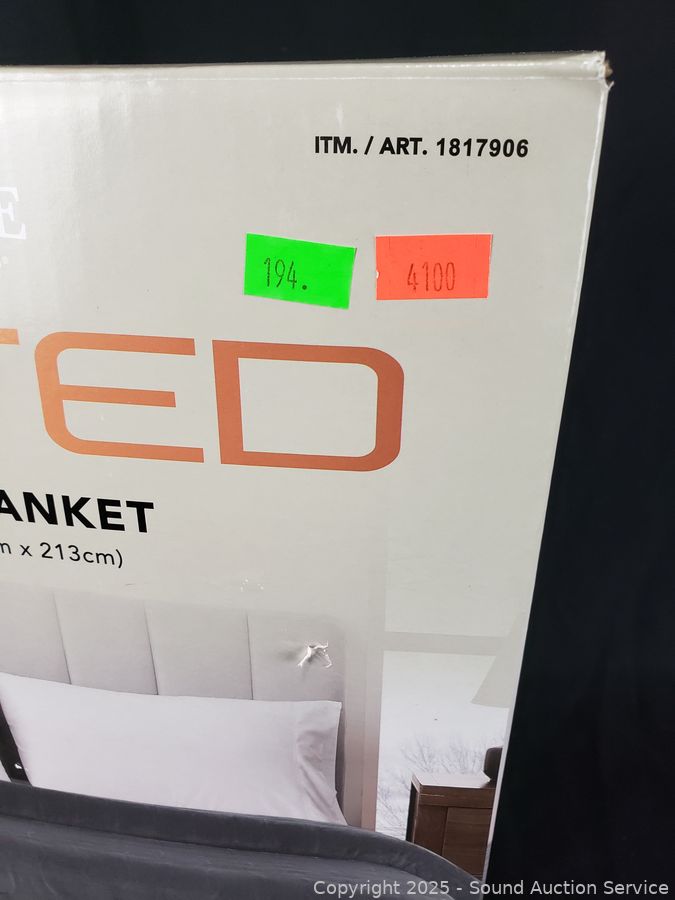 ITM. / ART. 1817906
E
194.
4100
TED
ANKET
m x 213cm)
Copyright 2025 - Sound Auction Service